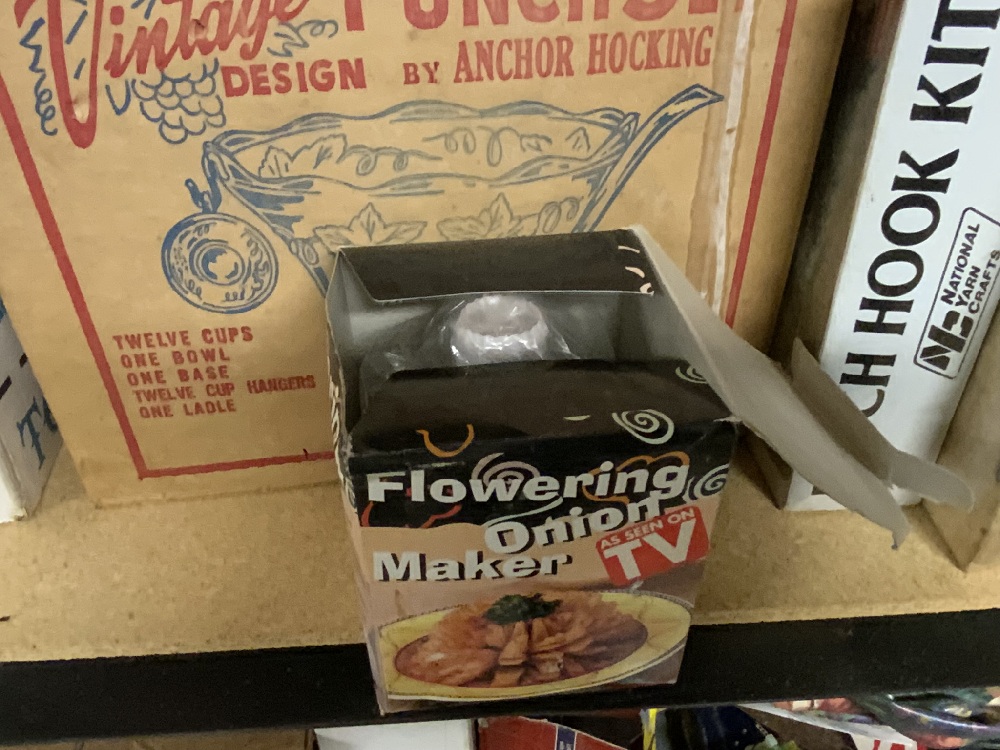 Vintage
DESIGN BY ANCHOR HOCKING
TWELVE CUPS
ONE BOWL
ONE BASE
TWELVE CUP HANGERS
ONE LADLE
Flowering
Onion
Maker
AS SEEN ON
TV
HOOK KIT
NATIONAL
YARN
CRAFTS